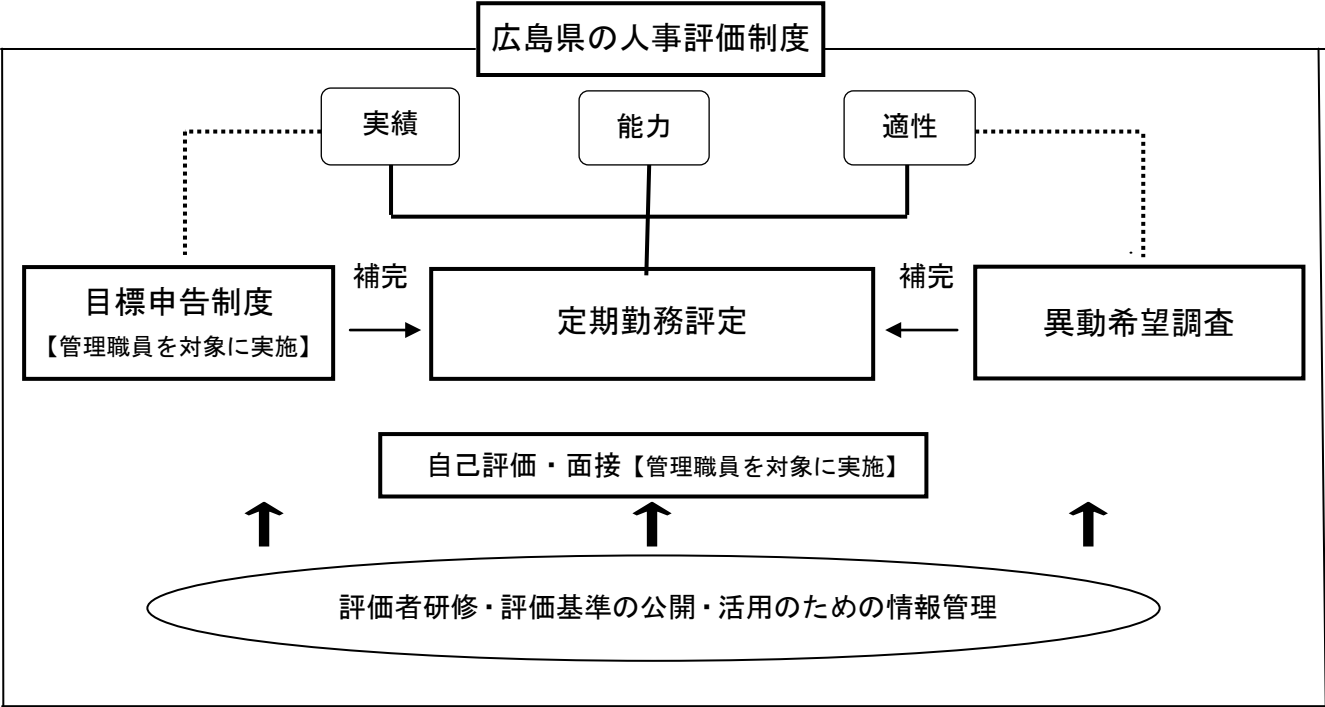 広島県の人事評価制度
実績
能力
適性
補完
補完
目標申告制度
【管理職員を対象に実施】
定期勤務評定
異動希望調査
自己評価・面接【管理職員を対象に実施】
評価者研修・評価基準の公開・活用のための情報管理